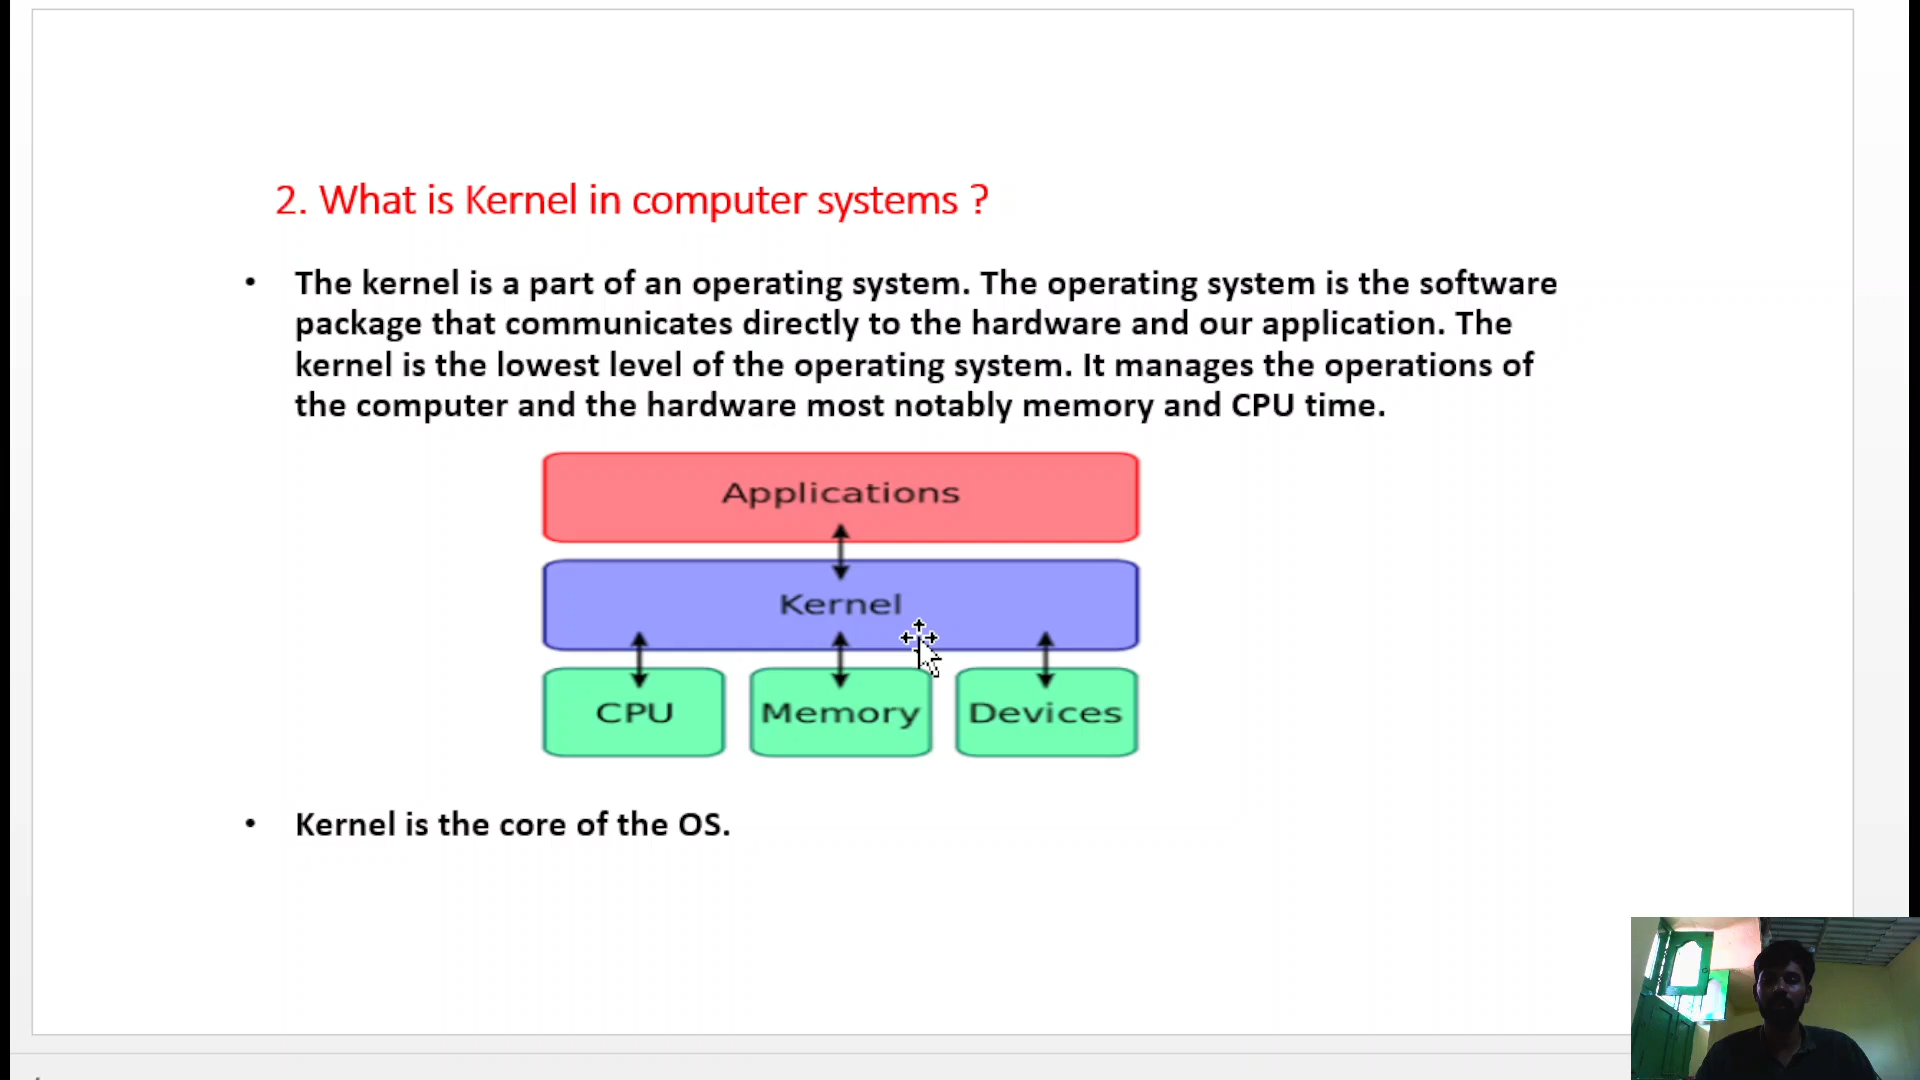 2. What is Kernel in computer systems ?
• The kernel is a part of an operating system. The operating system is the software
package that communicates directly to the hardware and our application. The
kernel is the lowest level of the operating system. It manages the operations of
the computer and the hardware most notably memory and CPU time.
Applications
Kernel
CPU Memory Devices
• Kernel is the core of the OS.